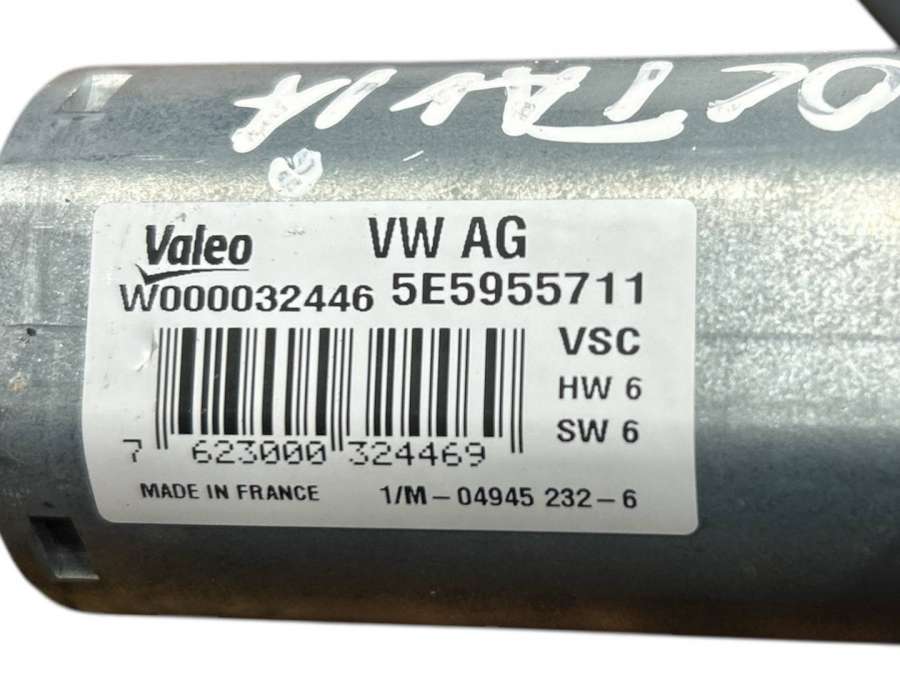 OCTAVIA
Valeo VW AG
W000032446 5E5955711
VSC
HW 6
SW 6
7 623000 324469
MADE IN FRANCE 1/M-04945 232-6